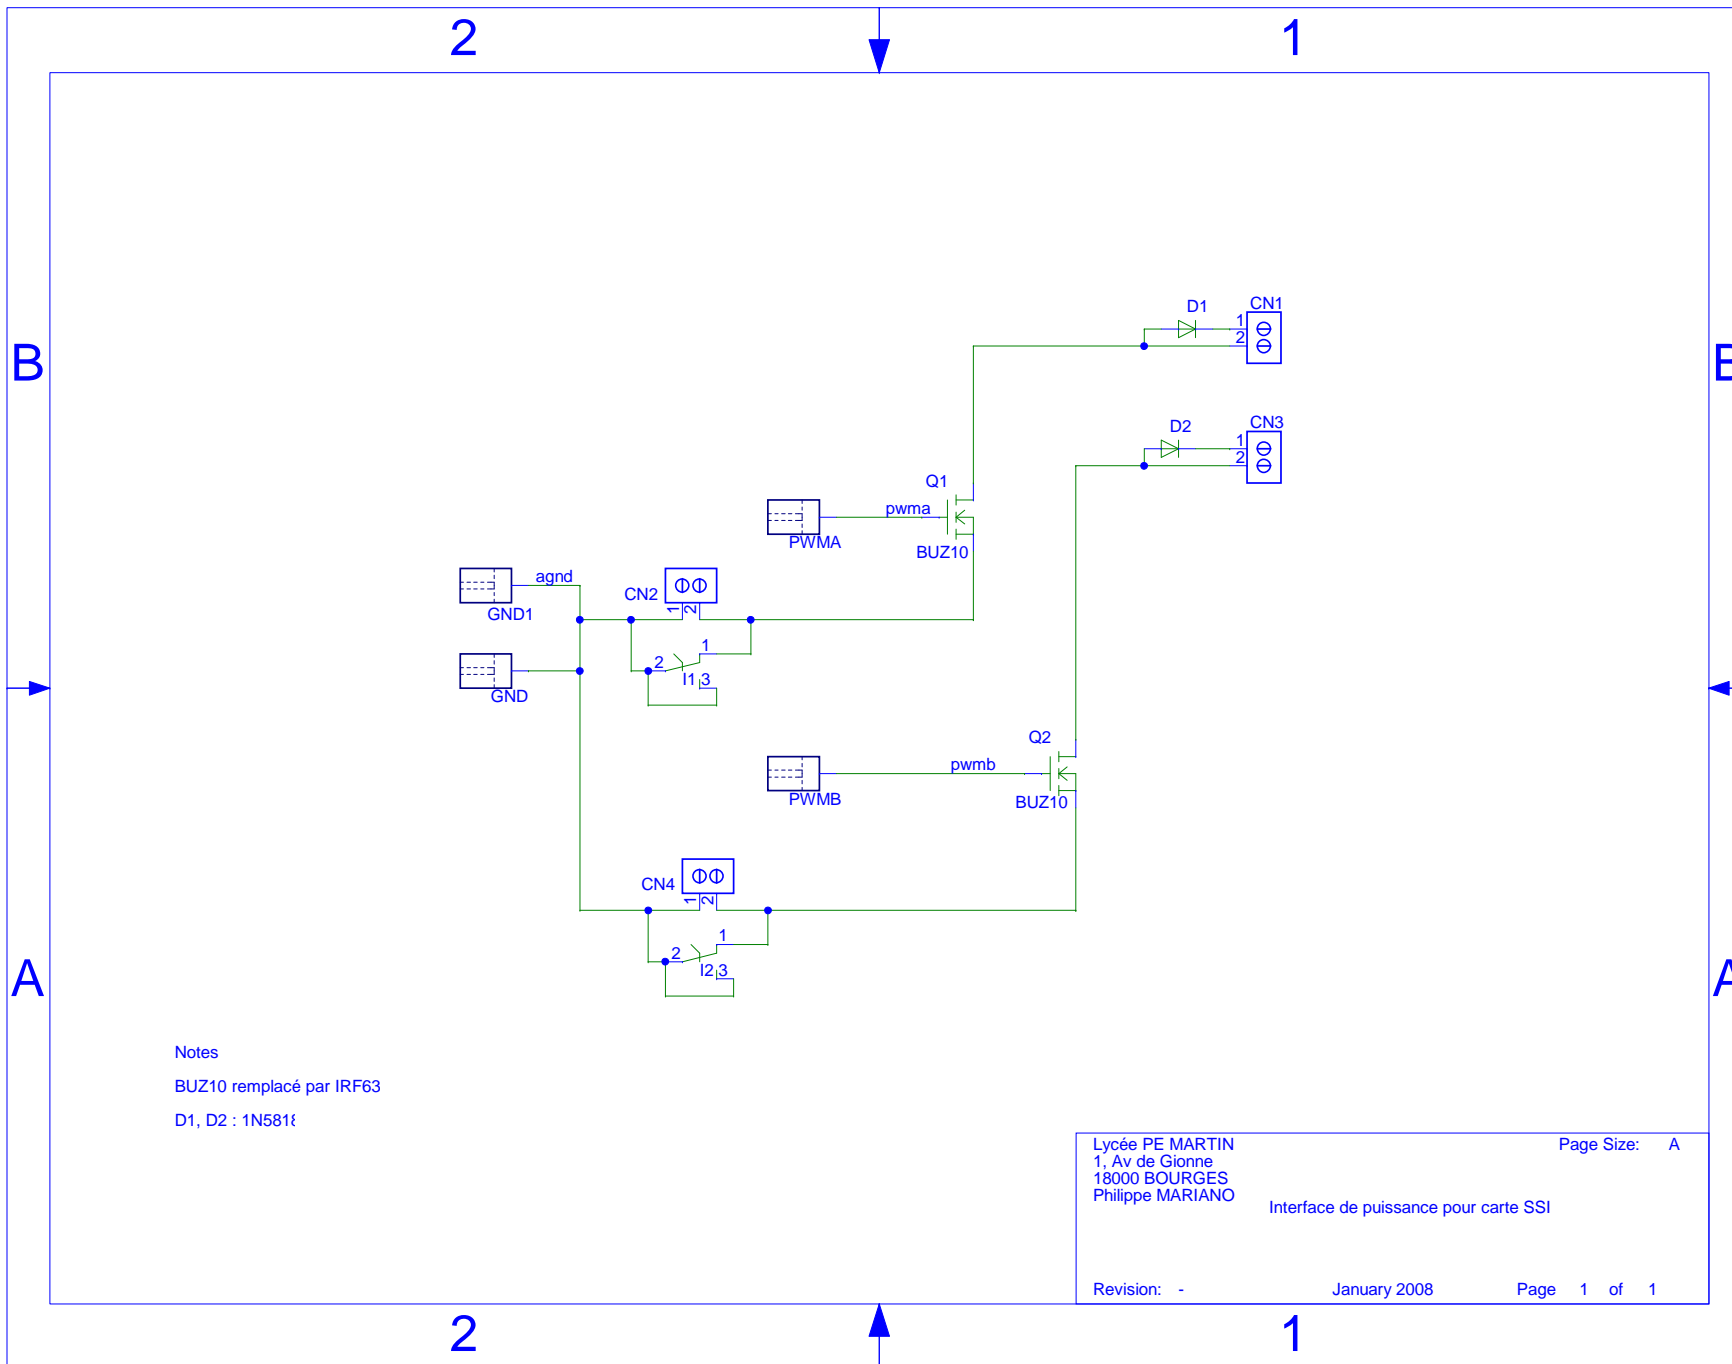 2 1
D1 CN1
1
2
B
D2 CN3
1
2
Q1
pwma
PWMA
BUZ10
agnd
GND1
CN2
1 2
1
2
I1 3
GND
Q2
pwmb
PWMB
BUZ10
CN4
1 2
1
2
I2 3
A A
Notes
BUZ10 remplacé par IRF63
D1, D2 :
Lycée PE MARTIN Page Size: A
1, Av de Gionne
18000 BOURGES
Philippe MARIANO
Interface de puissance pour carte SSI
Revision: - January 2008 Page 1 of 1
2 1